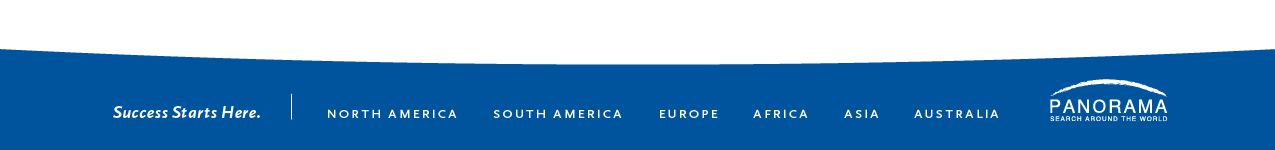 Success Starts Here.
NORTH AMERICA SOUTH AMERICA EUROPE AFRICA ASIA AUSTRALIA
PANORAMA
SEARCH AROUND THE WORLD